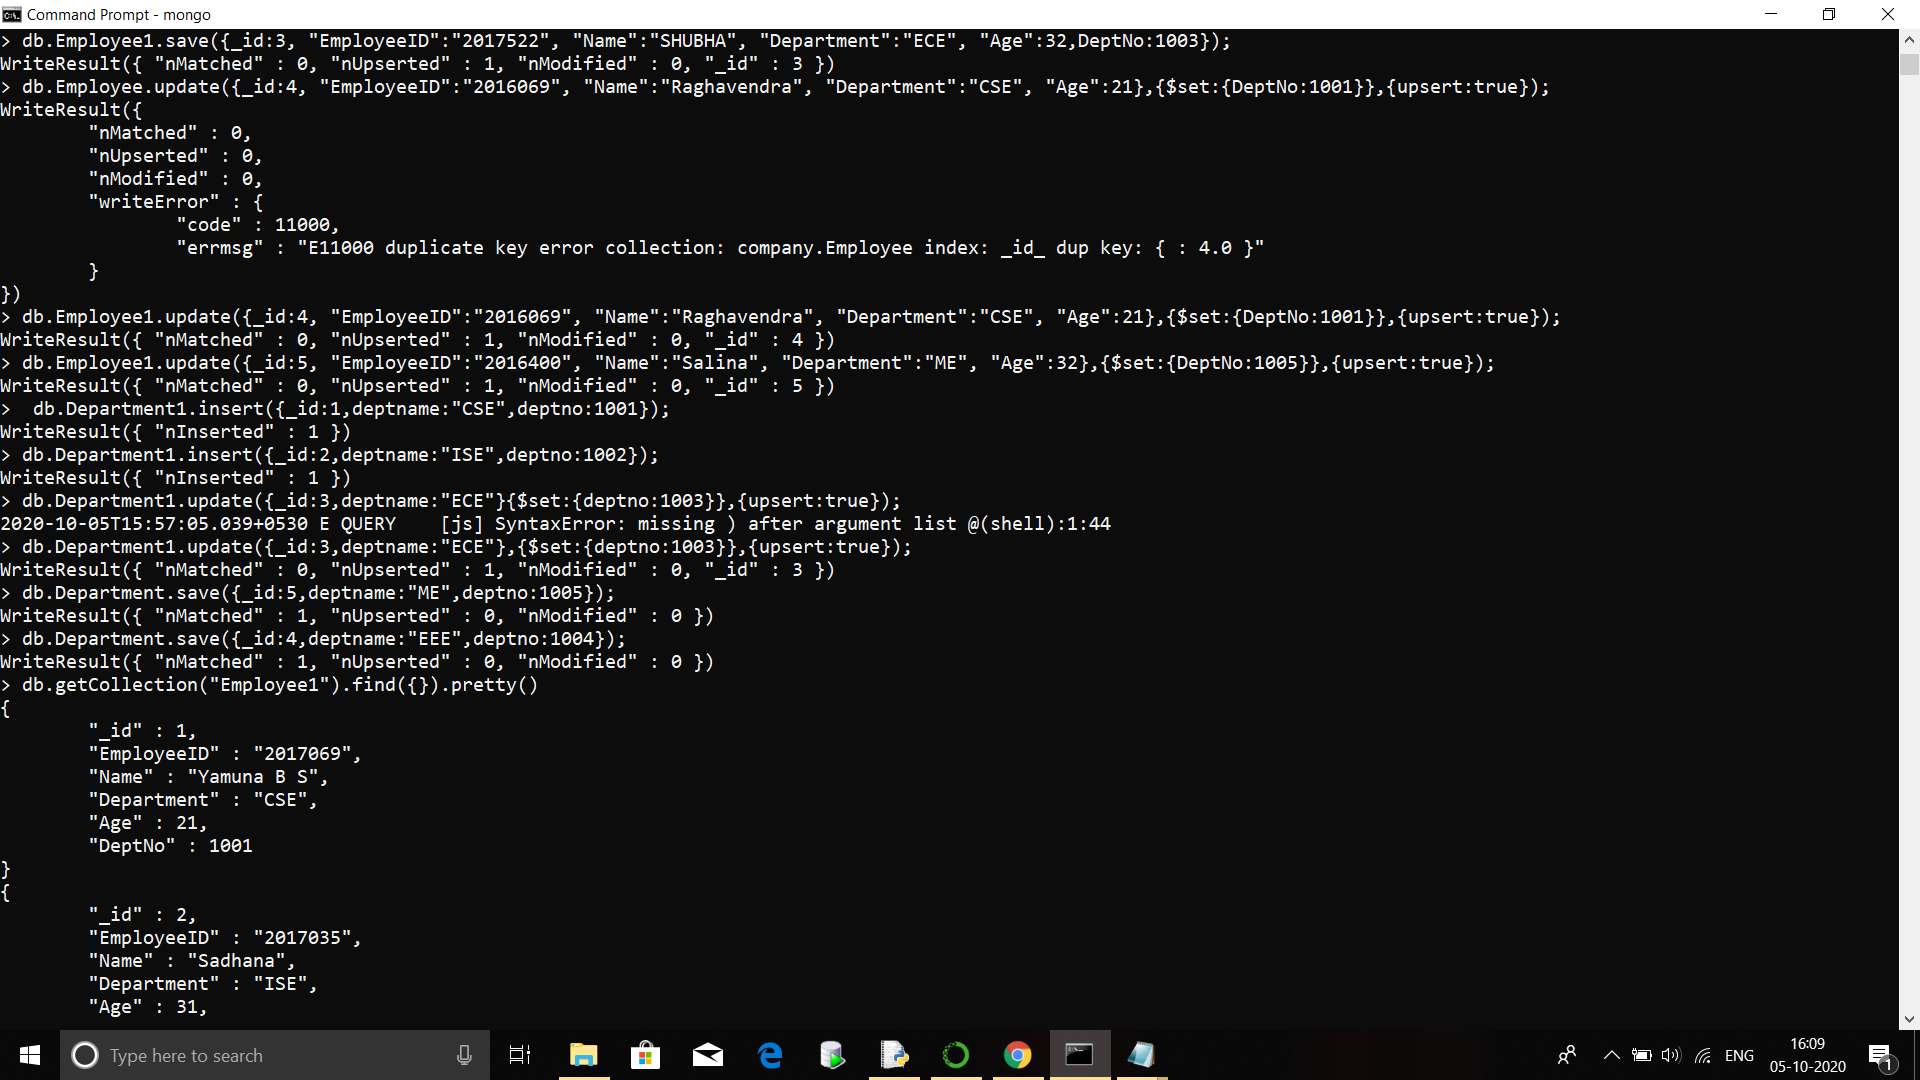 Command Prompt - mongo
> db.Employee1.save({_id:3, "EmployeeID":"2017522", "Name":"SHUBHA", "Department":"ECE", "Age":32,DeptNo:1003});
WriteResult({ "nMatched" : 0, "nUpserted" : 1, "nModified" : 0, "_id" : 3 })
> db.Employee.update({_id:4, "EmployeeID":"2016069", "Name":"Raghavendra", "Department":"CSE", "Age":21},{$set:{DeptNo:1001}},{upsert:true});
WriteResult({
        "nMatched" : 0,
        "nUpserted" : 0,
        "nModified" : 0,
        "writeError" : {
                "code" : 11000,
                "errmsg" : "E11000 duplicate key error collection: company.Employee index: _id_ dup key: { : 4.0 }"
        }
})
> db.Employee1.update({_id:4, "EmployeeID":"2016069", "Name":"Raghavendra", "Department":"CSE", "Age":21},{$set:{DeptNo:1001}},{upsert:true});
WriteResult({ "nMatched" : 0, "nUpserted" : 1, "nModified" : 0, "_id" : 4 })
> db.Employee1.update({_id:5, "EmployeeID":"2016400", "Name":"Salina", "Department":"ME", "Age":32},{$set:{DeptNo:1005}},{upsert:true});
WriteResult({ "nMatched" : 0, "nUpserted" : 1, "nModified" : 0, "_id" : 5 })
>  db.Department1.insert({_id:1,deptname:"CSE",deptno:1001});
WriteResult({ "nInserted" : 1 })
> db.Department1.insert({_id:2,deptname:"ISE",deptno:1002});
WriteResult({ "nInserted" : 1 })
> db.Department1.update({_id:3,deptname:"ECE"}{$set:{deptno:1003}},{upsert:true});
2020-10-05T15:57:05.039+0530 E QUERY    [js] SyntaxError: missing ) after argument list @(shell):1:44
> db.Department1.update({_id:3,deptname:"ECE"},{$set:{deptno:1003}},{upsert:true});
WriteResult({ "nMatched" : 0, "nUpserted" : 1, "nModified" : 0, "_id" : 3 })
> db.Department.save({_id:5,deptname:"ME",deptno:1005});
WriteResult({ "nMatched" : 1, "nUpserted" : 0, "nModified" : 0 })
> db.Department.save({_id:4,deptname:"EEE",deptno:1004});
WriteResult({ "nMatched" : 1, "nUpserted" : 0, "nModified" : 0 })
> db.getCollection("Employee1").find({}).pretty()
{
        "_id" : 1,
        "EmployeeID" : "2017069",
        "Name" : "Yamuna B S",
        "Department" : "CSE",
        "Age" : 21,
        "DeptNo" : 1001
}
{
        "_id" : 2,
        "EmployeeID" : "2017035",
        "Name" : "Sadhana",
        "Department" : "ISE",
        "Age" : 31,
Type here to search
ENG
16:09
05-10-2020
1